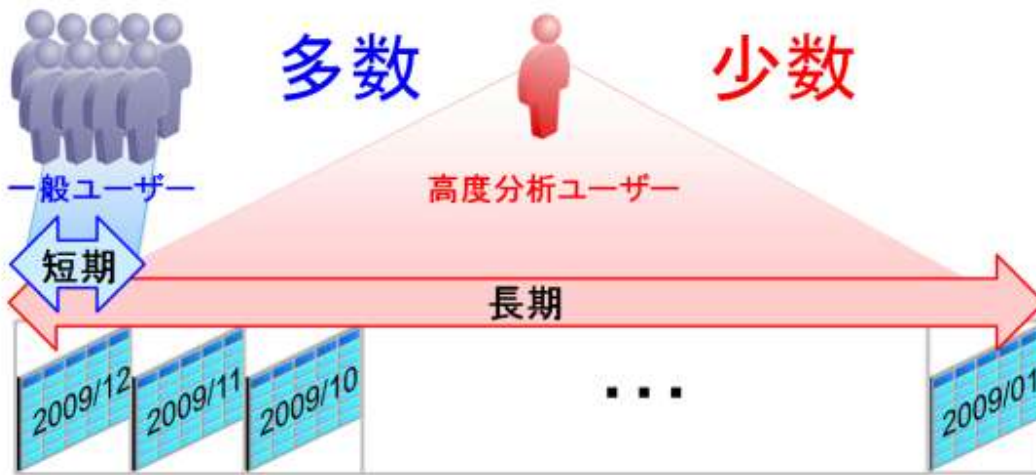 多数
少数
一般ユーザー
高度分析ユーザー
短期
長期
2009/12
2009/11
2009/10
・・・
2009/01